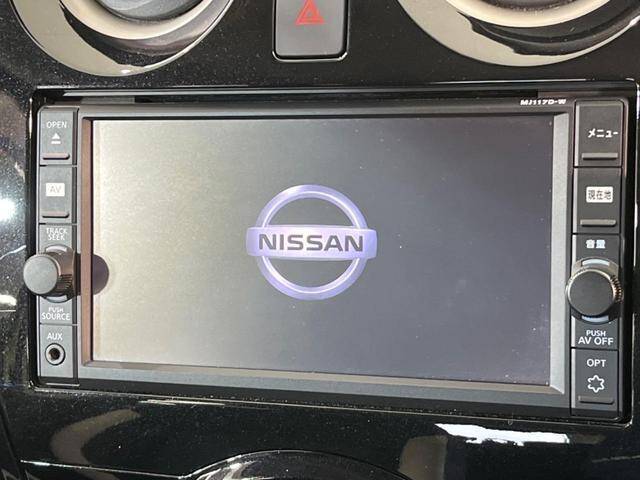 MJ117D-W
OPEN
AV
TRACK
SEEK
PUSH
SOURCE
AUX
NISSAN
メニュー
現在地
音量
PUSH
AV OFF
OPT